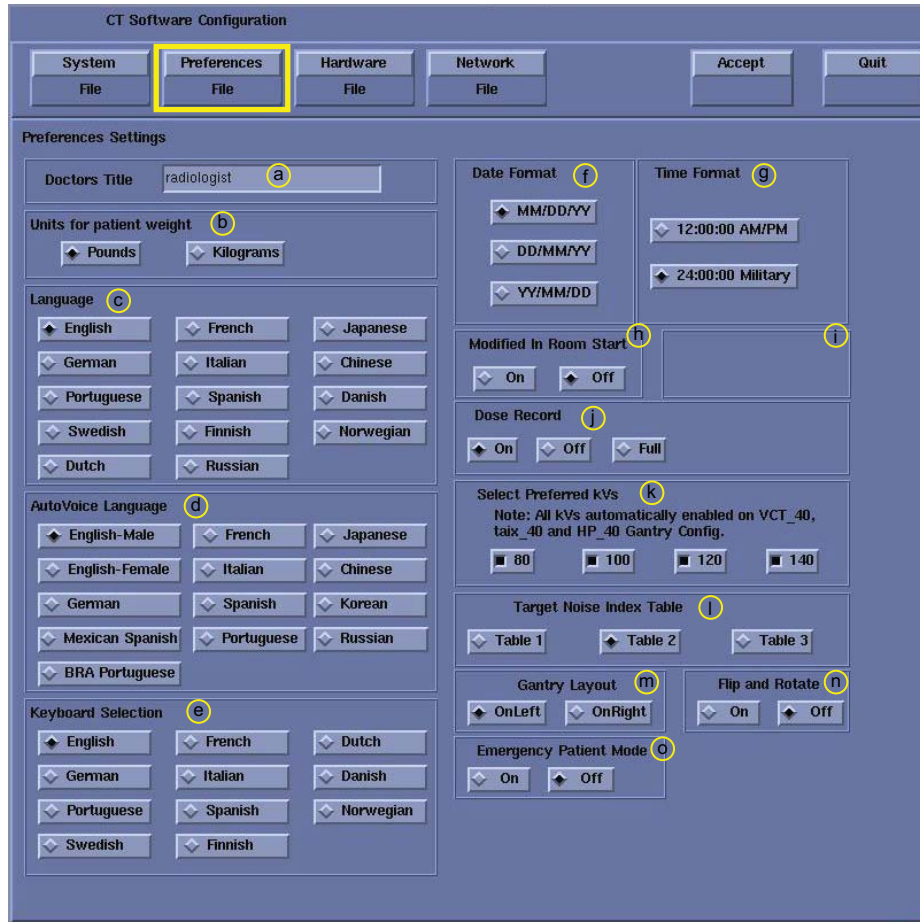 CT Software Configuration
System Preferences Hardware Network Accept Quit
File File File File
Preferences Settings
Doctors Title radiologist a
Units for patient weight b
Pounds Kilograms
Language c
English French Japanese
German Italian Chinese
Portuguese Spanish Danish
Swedish Finnish Norwegian
Dutch Russian
AutoVoice Language d
English-Male French Japanese
English-Female Italian Chinese
German Spanish Korean
Mexican Spanish Portuguese Russian
BRA Portuguese
Keyboard Selection e
English French Dutch
German Italian Danish
Portuguese Spanish Norwegian
Swedish Finnish
Date Format f
MM/DD/YY
DD/MM/YY
YY/MM/DD
Time Format g
12:00:00 AM/PM
24:00:00 Military
Modified In Room Start h
On Off
i
Dose Record j
On Off Full
Select Preferred kVs k
Note: All kVs automatically enabled on VCT_40,
taix_40 and HP_40 Gantry Config.
80 100 120 140
Target Noise Index Table l
Table 1 Table 2 Table 3
Gantry Layout m
OnLeft OnRight
Flip and Rotate n
On Off
Emergency Patient Mode o
On Off